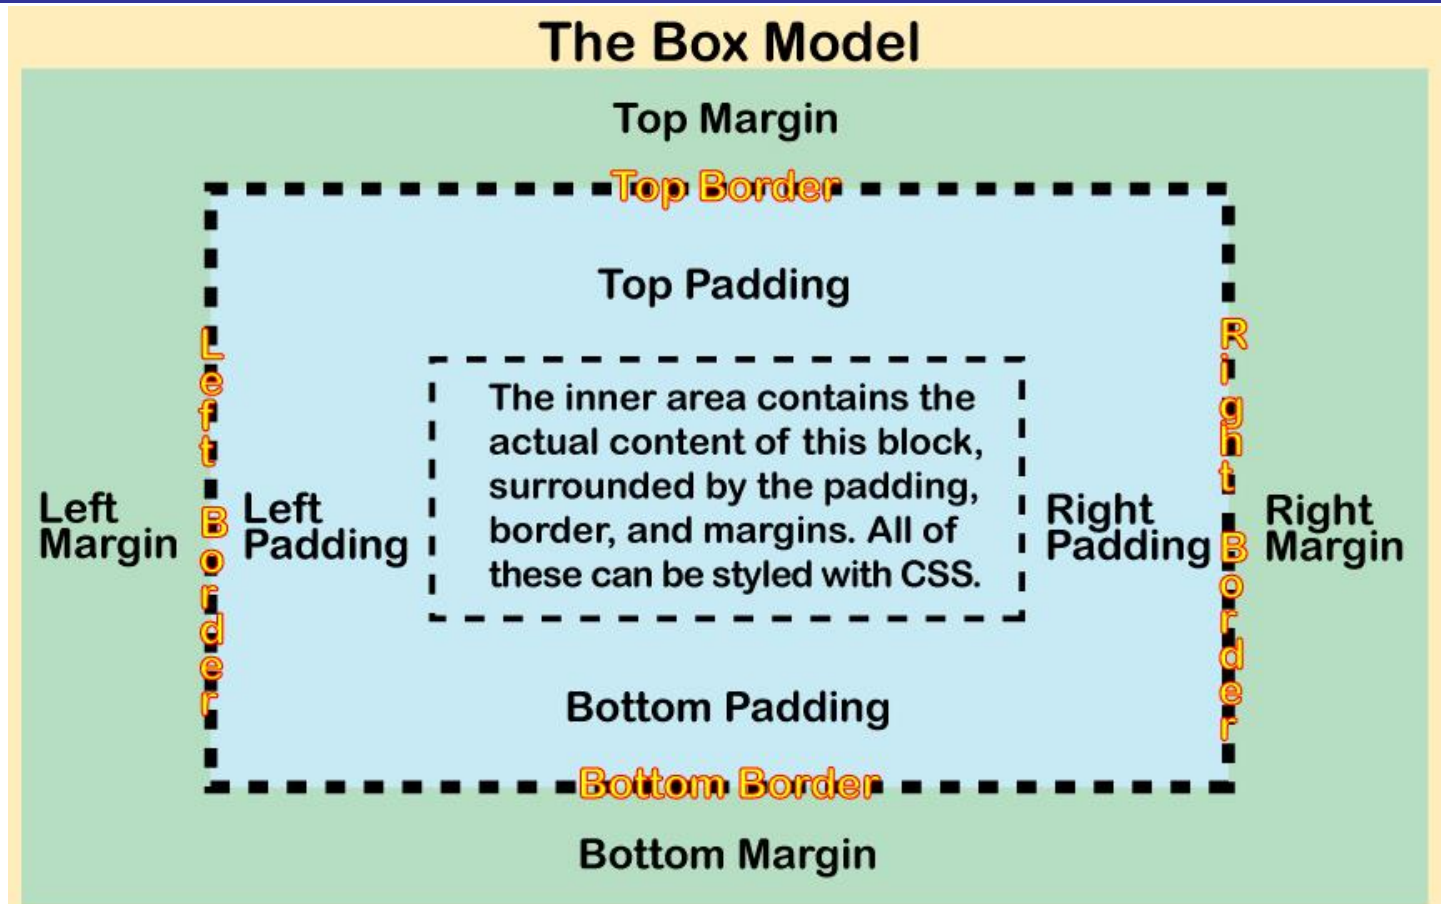 The Box Model
Top Margin
Top Border
Top Padding
Left Border
Right Border
The inner area contains the
actual content of this block,
surrounded by the padding,
border, and margins. All of
these can be styled with CSS.
Left
Margin
Left
Padding
Right
Padding
Right
Margin
Bottom Padding
Bottom Border
Bottom Margin